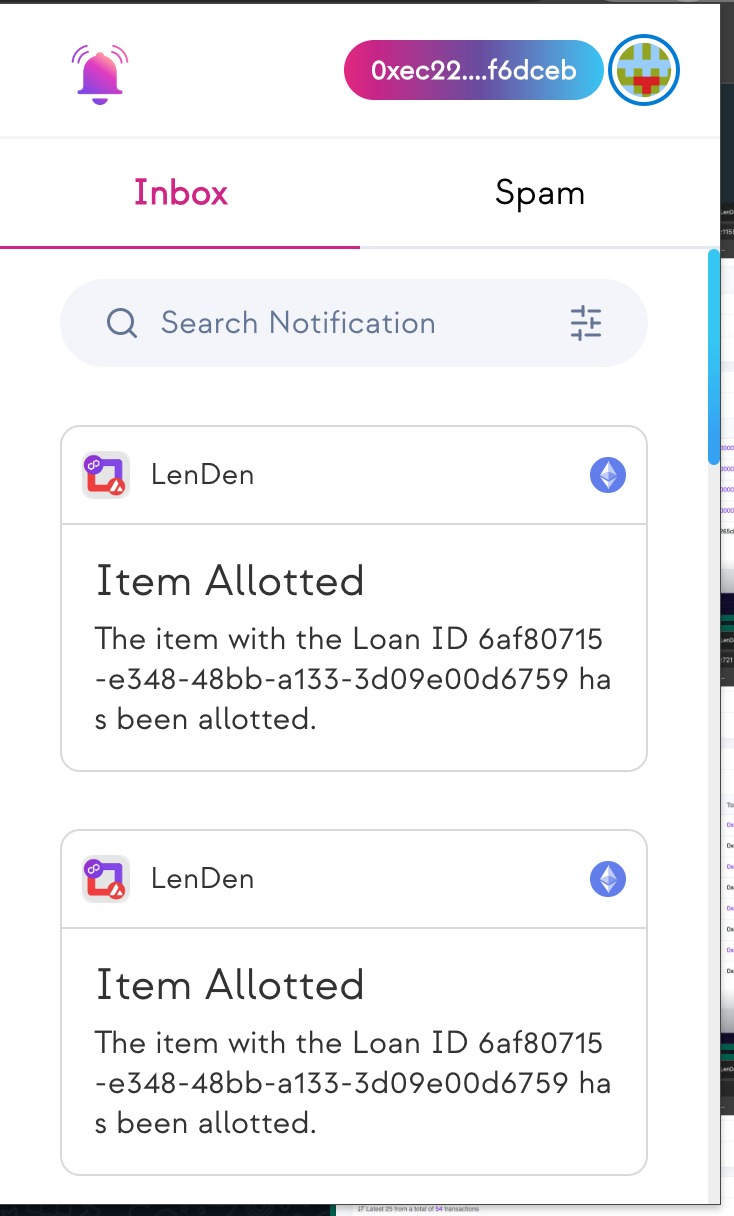 0xec22....f6dceb
Inbox
Spam
Search Notification
LenDen
Item Allotted
The item with the Loan ID 6af80715
-e348-48bb-a133-3d09e00d6759 ha
s been allotted.
LenDen
Item Allotted
The item with the Loan ID 6af80715
-e348-48bb-a133-3d09e00d6759 ha
s been allotted.
Latest 25 from a total of 54 transactions